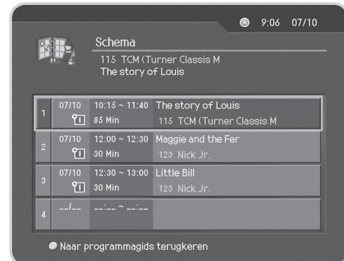 9:06 07/10
Schema
115 TCM (Turner Classis M
The story of Louis
1 07/10 10:15 ~ 11:40 The story of Louis
85 Min 115 TCM (Turner Classis M
2 07/10 12:00 ~ 12:30 Maggie and the Fer
30 Min 123 Nick Jr.
3 07/10 12:30 ~ 13:00 Little Bill
30 Min 123 Nick Jr.
4 --/-- --:-- ~ --:--
Naar programmagids terugkeren